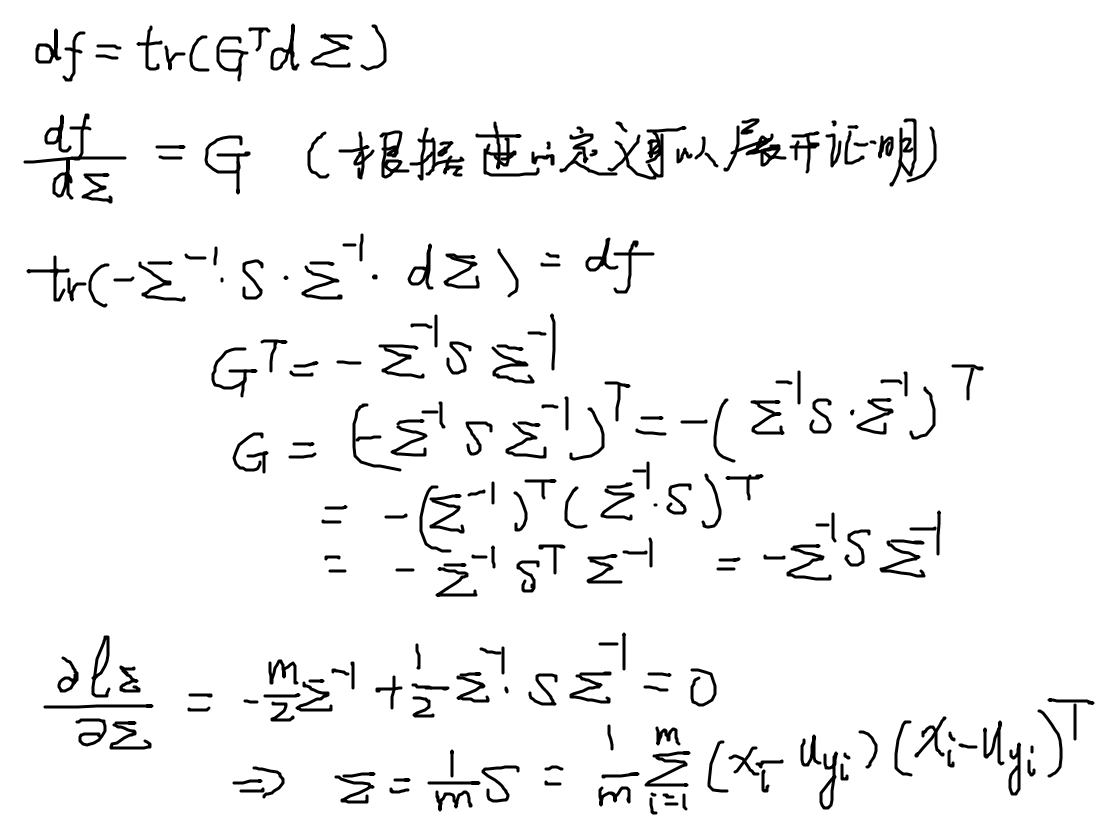 df = tr(G^T d Σ)
df/dΣ = G (根据迹的定义可以展开证明)
tr(-Σ^-1 · S · Σ^-1 · d Σ) = df
G^T = - Σ^-1 S Σ^-1
G = (-Σ^-1 S Σ^-1)^T = -(Σ^-1 S · Σ^-1)^T
= -(Σ^-1)^T (Σ^-1 · S)^T
= - Σ^-1 S^T Σ^-1 = -Σ^-1 S Σ^-1
∂ℓ_Σ/∂Σ = -m/2 Σ^-1 + 1/2 Σ^-1 · S Σ^-1 = 0
⇒ Σ = 1/m S = 1/m Σ_{i=1}^m (x_i - u_{y_i}) (x_i - u_{y_i})^T